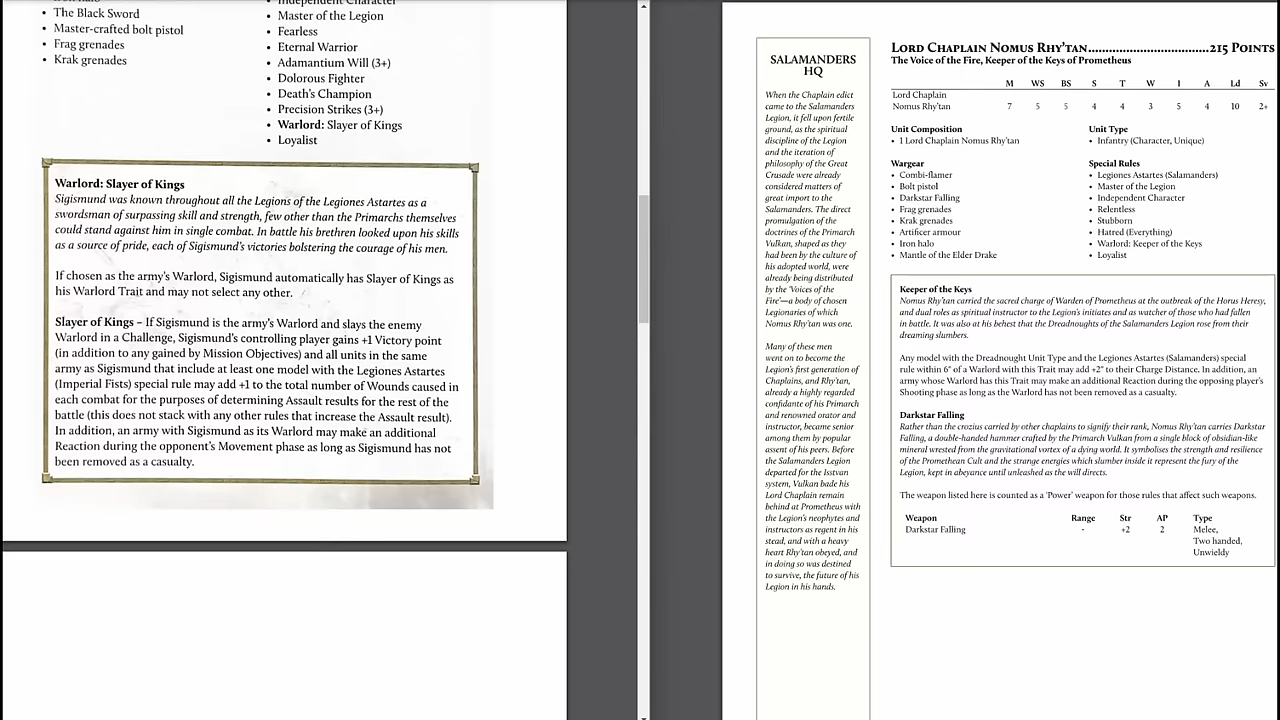 The Black Sword
Master-crafted bolt pistol
Frag grenades
Krak grenades
Independent Character
Master of the Legion
Fearless
Eternal Warrior
Adamantium Will (3+)
Dolorous Fighter
Death's Champion
Precision Strikes (3+)
Warlord: Slayer of Kings
Loyalist
Warlord: Slayer of Kings
Sigismund was known throughout all the Legions of the Legiones Astartes as a
swordsman of surpassing skill and strength, few other than the Primarchs themselves
could stand against him in single combat. In battle his brethren looked upon his skills
as a source of pride, each of Sigismund's victories bolstering the courage of his men.
If chosen as the army's Warlord, Sigismund automatically has Slayer of Kings as
his Warlord Trait and may not select any other.
Slayer of Kings – If Sigismund is the army's Warlord and slays the enemy
Warlord in a Challenge, Sigismund's controlling player gains +1 Victory point
(in addition to any gained by Mission Objectives) and all units in the same
army as Sigismund that include at least one model with the Legiones Astartes
(Imperial Fists) special rule may add +1 to the total number of Wounds caused in
each combat for the purposes of determining Assault results for the rest of the
battle (this does not stack with any other rules that increase the Assault result).
In addition, an army with Sigismund as its Warlord may make an additional
Reaction during the opponent's Movement phase as long as Sigismund has not
been removed as a casualty.
SALAMANDERS
HQ
When the Chaplain edict
came to the Salamanders
Legion, it fell upon fertile
ground, as the spiritual
discipline of the Legion
and the iteration of
philosophy of the Great
Crusade were already
considered matters of
great import to the
Salamanders. The direct
promulgation of the
doctrines of the Primarch
Vulkan, shaped as they
had been by the culture of
his adopted world, were
already being distributed
by the 'Voices of the
Fire'—a body of chosen
Legionaries of which
Nomus Rhy'tan was one.
Many of these men
went on to become the
Legion's first generation of
Chaplains, and Rhy'tan,
already a highly regarded
confidante of his Primarch
and renowned orator and
instructor, became senior
among them by popular
assent of his peers. Before
the Salamanders Legion
departed for the Isstvan
system, Vulkan bade his
Lord Chaplain remain
behind at Prometheus with
the Legion's neophytes and
instructors as regent in his
stead, and with a heavy
heart Rhy'tan obeyed, and
in doing so was destined
to survive, the future of his
Legion in his hands.
Lord Chaplain Nomus Rhy'tan.................................215 Points
The Voice of the Fire, Keeper of the Keys of Prometheus
M WS BS S T W I A Ld Sv
Lord Chaplain
Nomus Rhy'tan 7 5 5 4 4 3 5 4 10 2+
Unit Composition
• 1 Lord Chaplain Nomus Rhy'tan
Unit Type
• Infantry (Character, Unique)
Wargear
• Combi-flamer
• Bolt pistol
• Darkstar Falling
• Frag grenades
• Krak grenades
• Artificer armour
• Iron halo
• Mantle of the Elder Drake
Special Rules
• Legiones Astartes (Salamanders)
• Master of the Legion
• Independent Character
• Relentless
• Stubborn
• Hatred (Everything)
• Warlord: Keeper of the Keys
• Loyalist
Keeper of the Keys
Nomus Rhy'tan carried the sacred charge of Warden of Prometheus at the outbreak of the Horus Heresy,
and dual roles as spiritual instructor to the Legion's initiates and as watcher of those who had fallen
in battle. It was also at his behest that the Dreadnoughts of the Salamanders Legion rose from their
dreaming slumbers.
Any model with the Dreadnought Unit Type and the Legiones Astartes (Salamanders) special
rule within 6" of a Warlord with this Trait may add +2" to their Charge Distance. In addition, an
army whose Warlord has this Trait may make an additional Reaction during the opposing player's
Shooting phase as long as the Warlord has not been removed as a casualty.
Darkstar Falling
Rather than the crozius carried by other chaplains to signify their rank, Nomus Rhy'tan carries Darkstar
Falling, a double-handed hammer crafted by the Primarch Vulkan from a single block of obsidian-like
mineral wrested from the gravitational vortex of a dying world. It symbolises the strength and resilience
of the Promethean Cult and the strange energies which slumber inside it represent the fury of the
Legion, kept in abeyance until unleashed as the will directs.
The weapon listed here is counted as a 'Power' weapon for those rules that affect such weapons.
Weapon Range Str AP Type
Darkstar Falling - +2 2 Melee,
Two handed,
Unwieldy